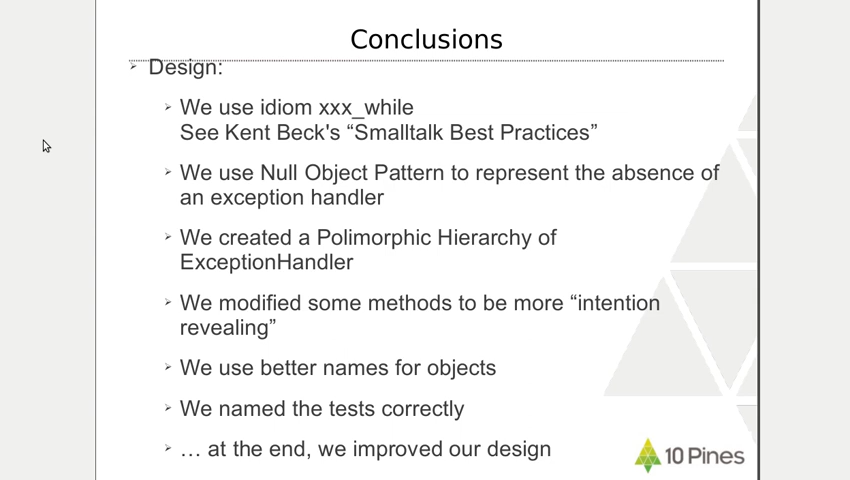 Conclusions
Design:
We use idiom xxx_while
See Kent Beck's “Smalltalk Best Practices”
We use Null Object Pattern to represent the absence of
an exception handler
We created a Polimorphic Hierarchy of
ExceptionHandler
We modified some methods to be more “intention
revealing”
We use better names for objects
We named the tests correctly
… at the end, we improved our design
10 Pines